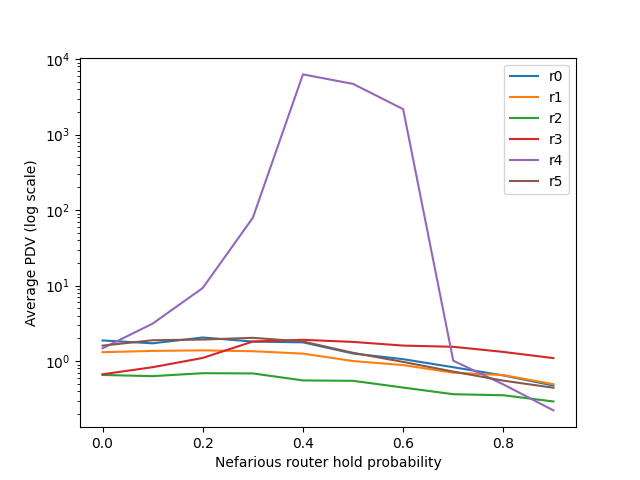 10⁴
10³
10²
10¹
10⁰
0.0 0.2 0.4 0.6 0.8
Average PDV (log scale)
Nefarious router hold probability
r0
r1
r2
r3
r4
r5